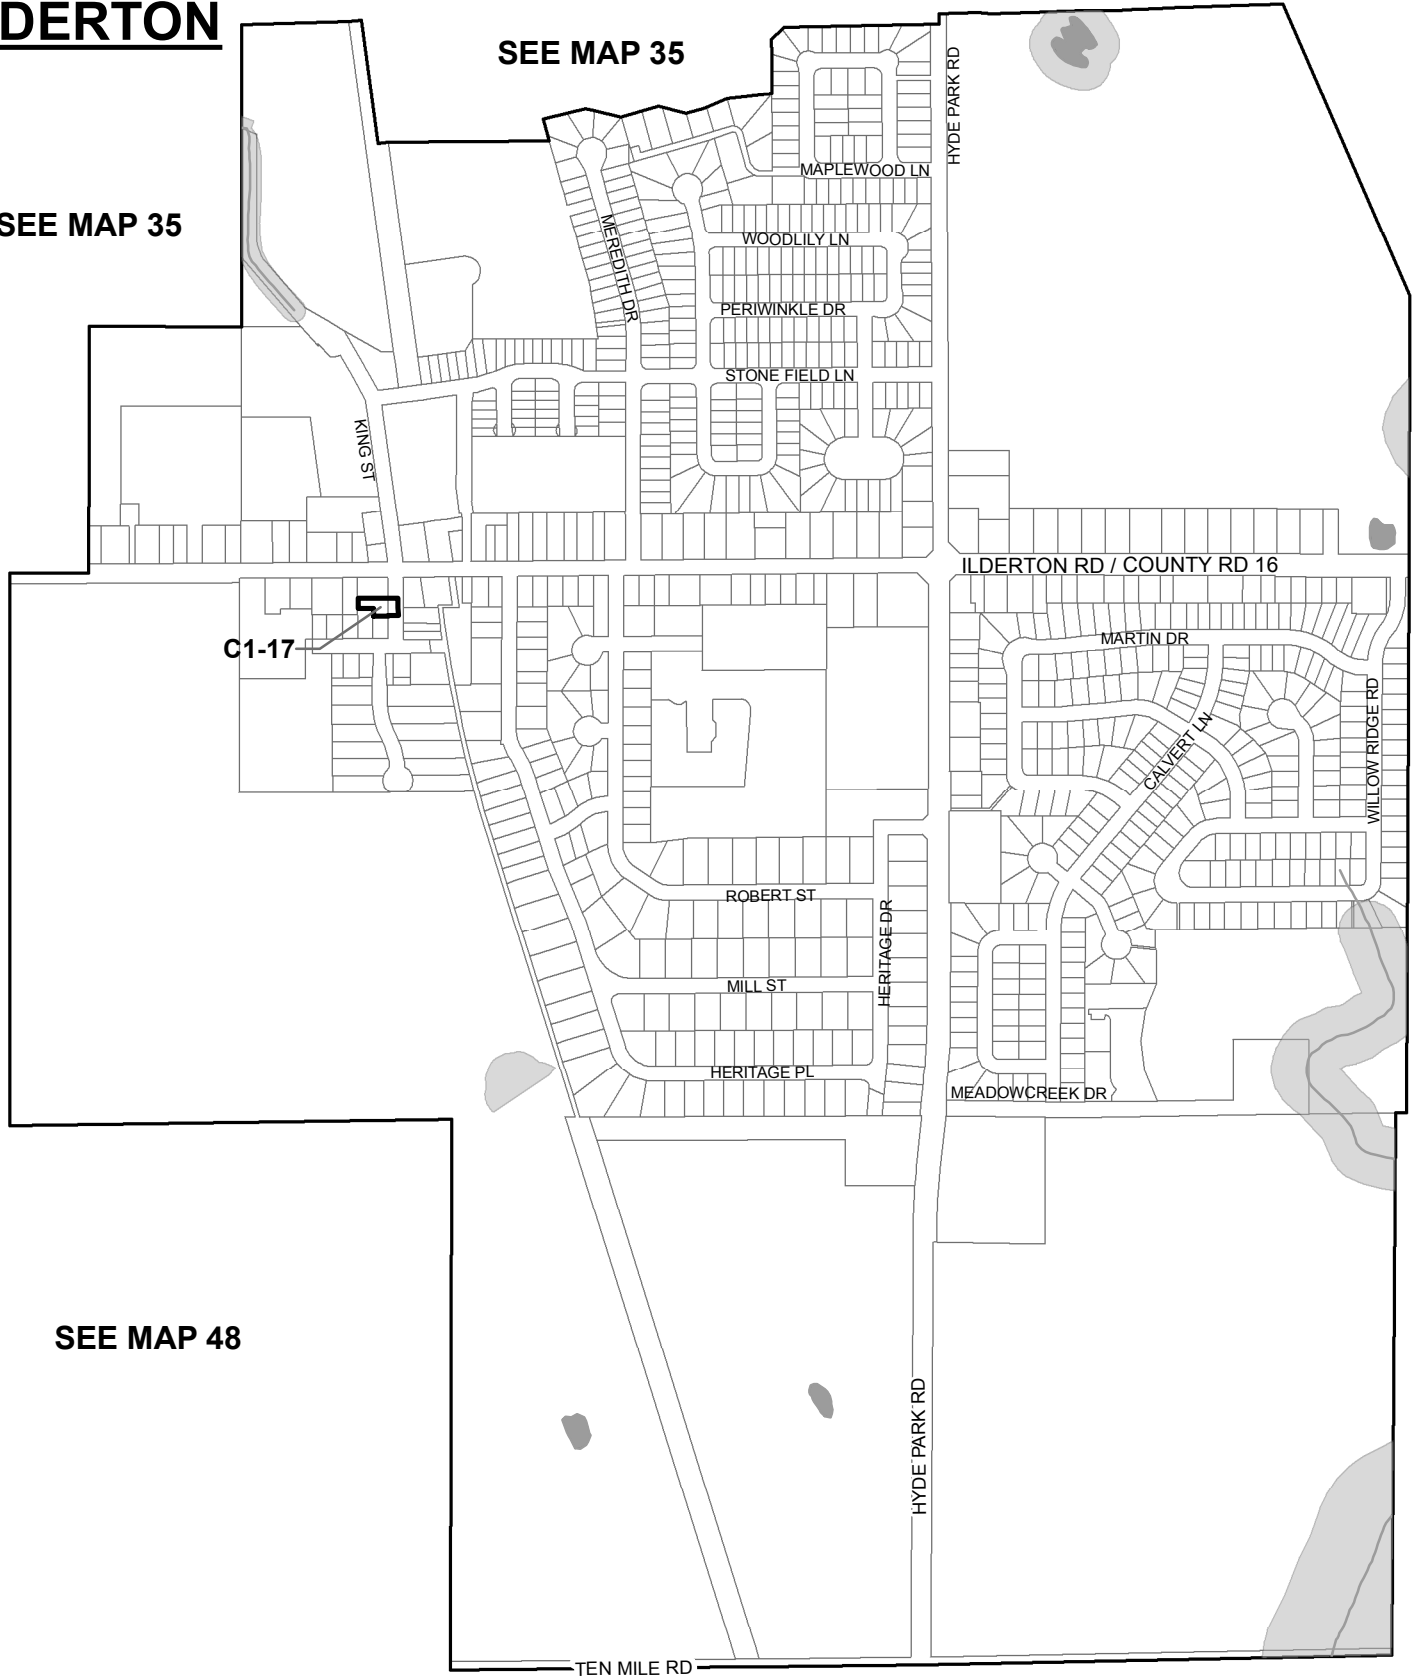 DERTON
SEE MAP 35
HYDE PARK RD
MAPLEWOOD LN
SEE MAP 35
MEREDITH DR
WOODLILY LN
PERIWINKLE DR
STONE FIELD LN
KING ST
ILDERTON RD / COUNTY RD 16
C1-17
MARTIN DR
CALVERT LN
WILLOW RIDGE RD
ROBERT ST
HERITAGE DR
MILL ST
HERITAGE PL
MEADOWCREEK DR
SEE MAP 48
HYDE PARK RD
TEN MILE RD